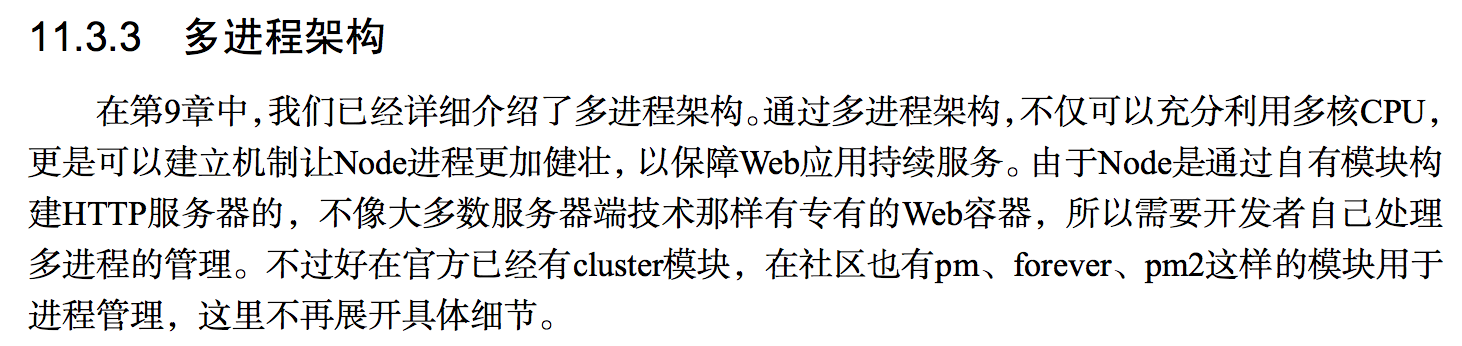 11.3.3 多进程架构
在第9章中，我们已经详细介绍了多进程架构。通过多进程架构，不仅可以充分利用多核CPU，
更是可以建立机制让Node进程更加健壮，以保障Web应用持续服务。由于Node是通过自有模块构
建HTTP服务器的，不像大多数服务器端技术那样有专有的Web容器，所以需要开发者自己处理
多进程的管理。不过好在官方已经有cluster模块，在社区也有pm、forever、pm2这样的模块用于
进程管理，这里不再展开具体细节。